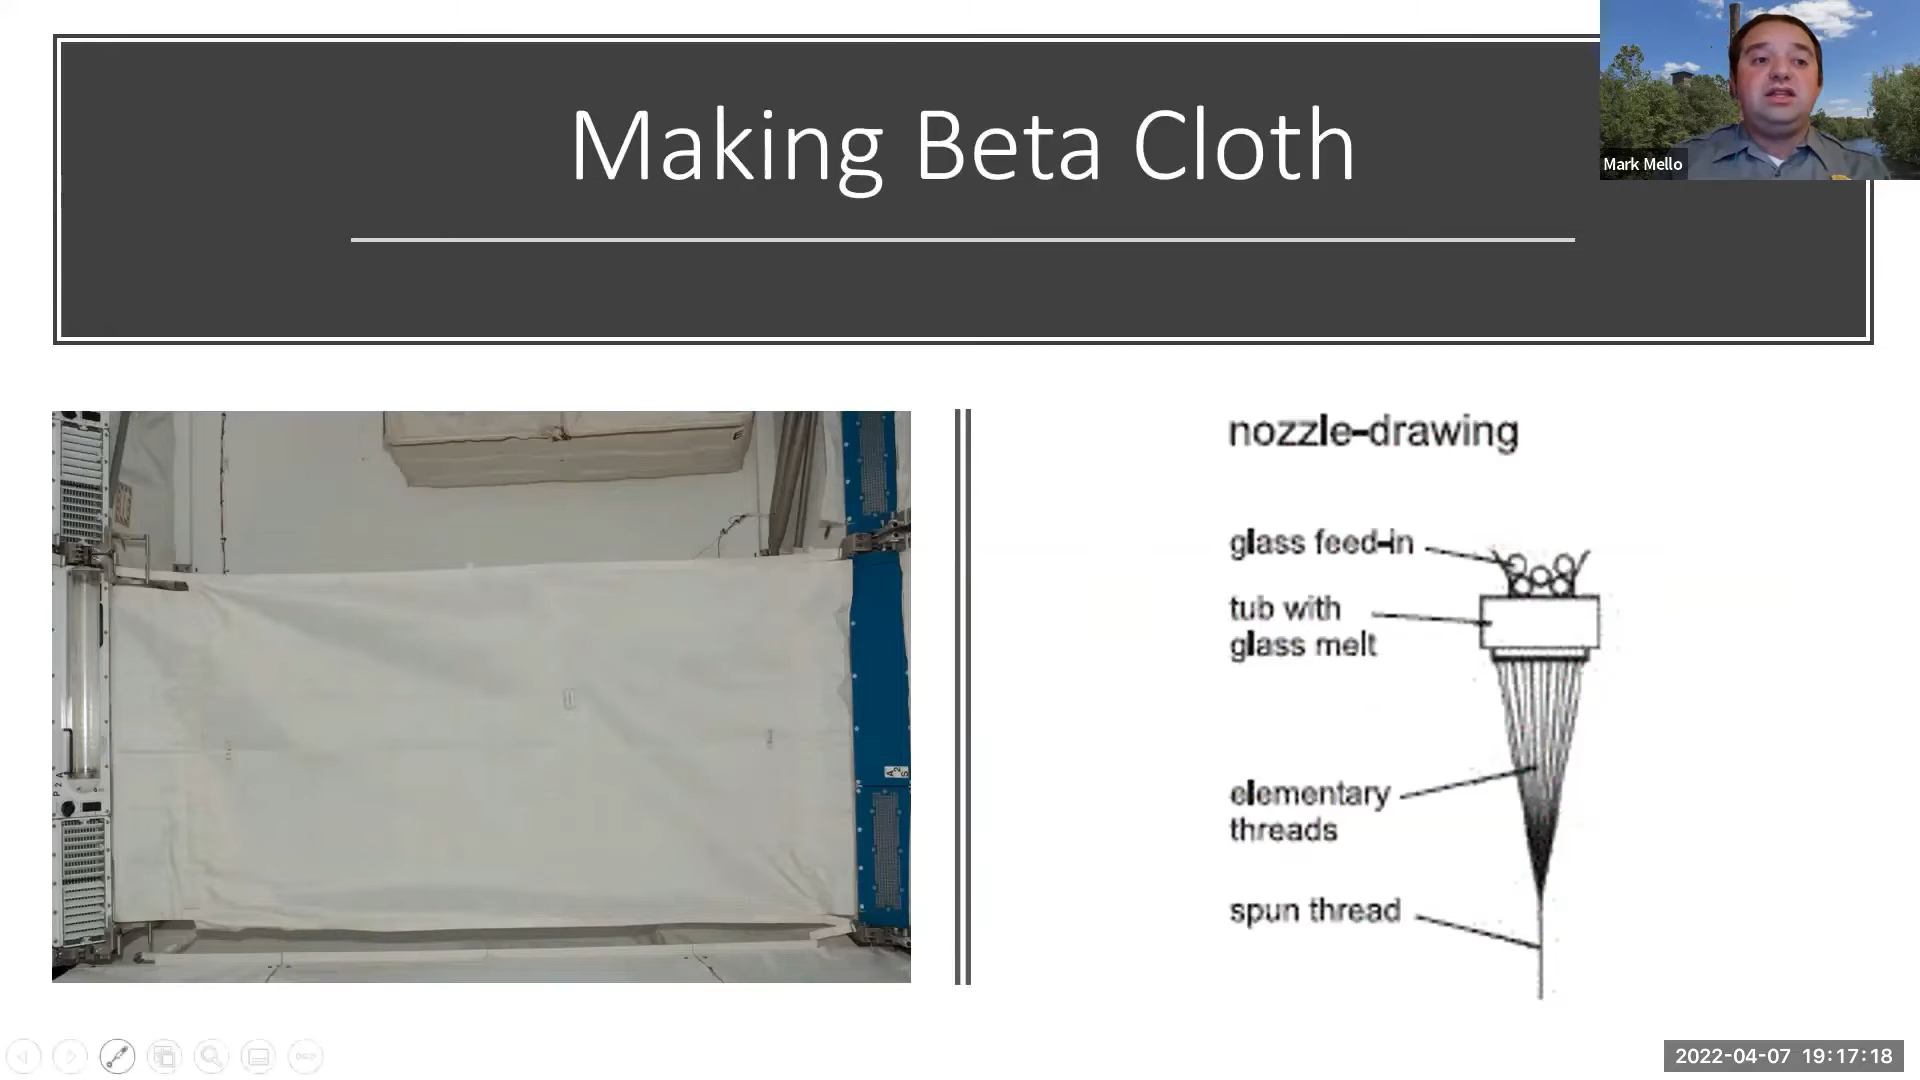 Making Beta Cloth
Mark Mello
nozzle-drawing
glass feed-in
tub with
glass melt
elementary
threads
spun thread
2022-04-07 19:17:18